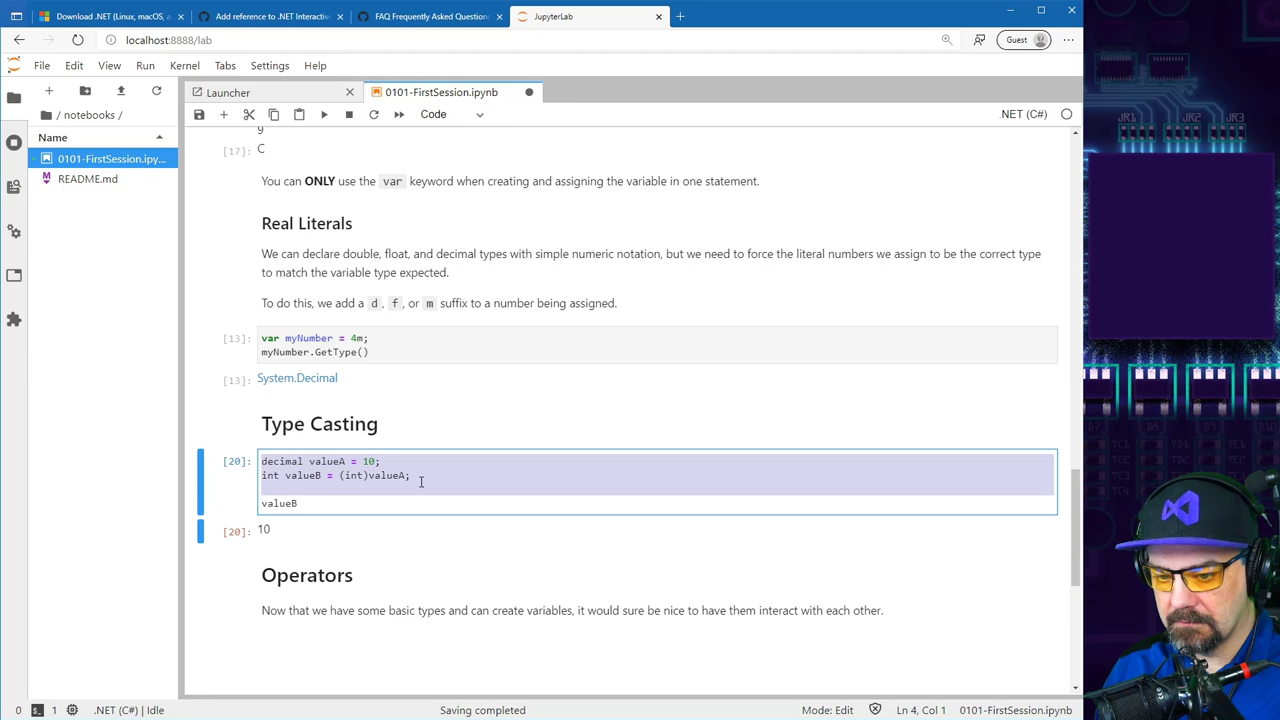 Download .NET (Linux, macOS, a
Add reference to .NET Interactive
FAQ Frequently Asked Question
JupyterLab
localhost:8888/lab
Guest
File Edit View Run Kernel Tabs Settings Help
Launcher
0101-FirstSession.ipynb
/ notebooks /
Code
.NET (C#)
Name
0101-FirstSession.ipy...
README.md
9
[17]: C
You can ONLY use the var keyword when creating and assigning the variable in one statement.
Real Literals
We can declare double, float, and decimal types with simple numeric notation, but we need to force the literal numbers we assign to be the correct type
to match the variable type expected.
To do this, we add a d, f, or m suffix to a number being assigned.
[13]: var myNumber = 4m;
myNumber.GetType()
[13]: System.Decimal
Type Casting
[20]: decimal valueA = 10;
int valueB = (int)valueA;
valueB
[20]: 10
Operators
Now that we have some basic types and can create variables, it would sure be nice to have them interact with each other.
0 1 .NET (C#) | Idle Saving completed Mode: Edit Ln 4, Col 1 0101-FirstSession.ipynb
JR1 JR2 JR3